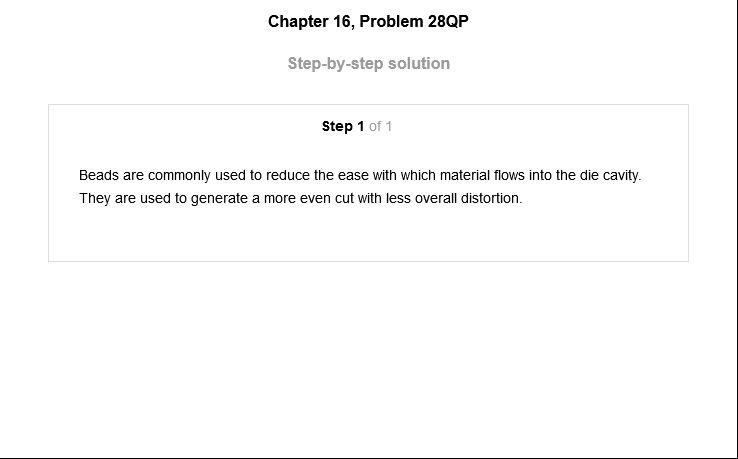 Chapter 16, Problem 28QP
Step-by-step solution
Step 1 of 1
Beads are commonly used to reduce the ease with which material flows into the die cavity.
They are used to generate a more even cut with less overall distortion.